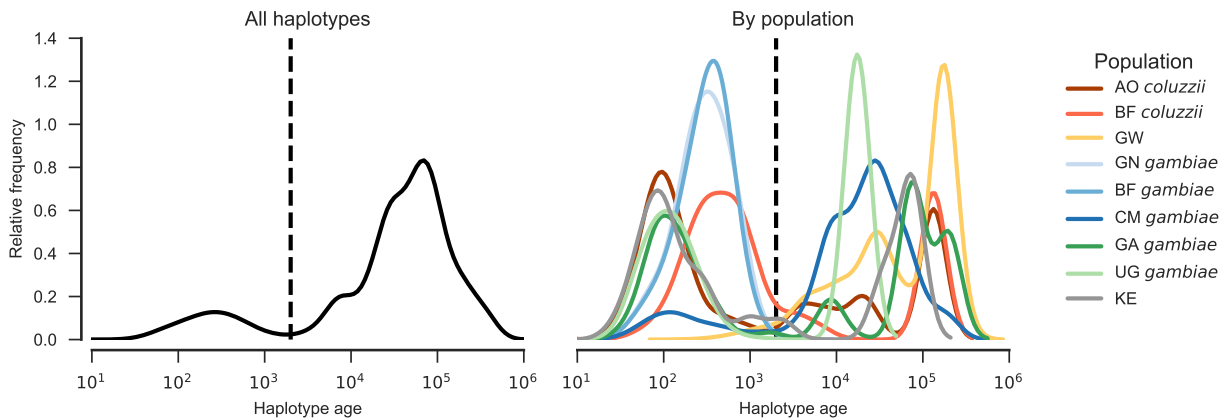 All haplotypes
1.4
1.2
1.0
0.8
0.6
0.4
0.2
0.0
Relative frequency
10^1 10^2 10^3 10^4 10^5 10^6
Haplotype age
By population
10^1 10^2 10^3 10^4 10^5 10^6
Haplotype age
Population
AO coluzzii
BF coluzzii
GW
GN gambiae
BF gambiae
CM gambiae
GA gambiae
UG gambiae
KE